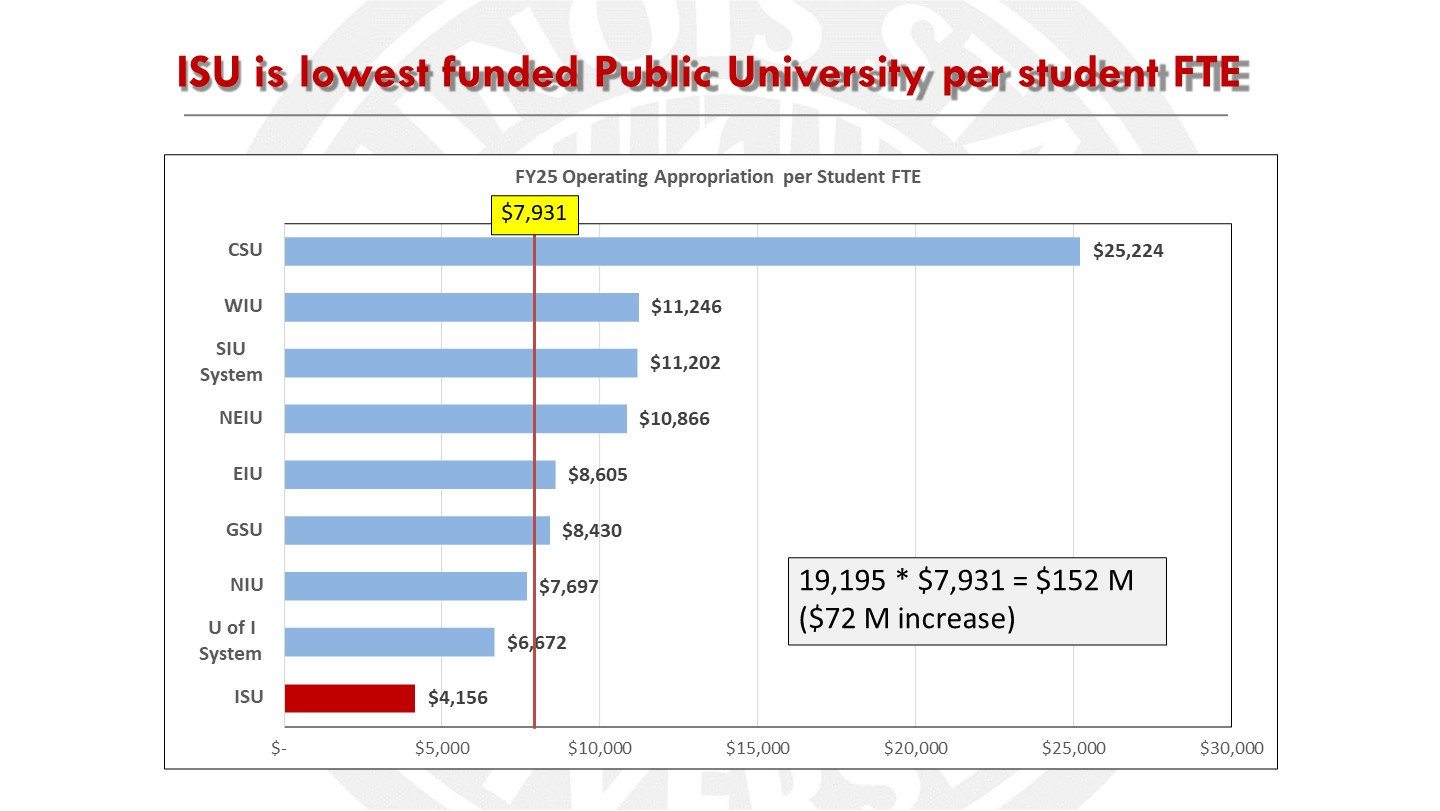 ISU is lowest funded Public University per student FTE
FY25 Operating Appropriation per Student FTE
$7,931
CSU $25,224
WIU $11,246
SIU
System $11,202
NEIU $10,866
EIU $8,605
GSU $8,430
NIU $7,697
U of I
System $6,672
ISU $4,156
19,195 * $7,931 = $152 M
($72 M increase)
$- $5,000 $10,000 $15,000 $20,000 $25,000 $30,000